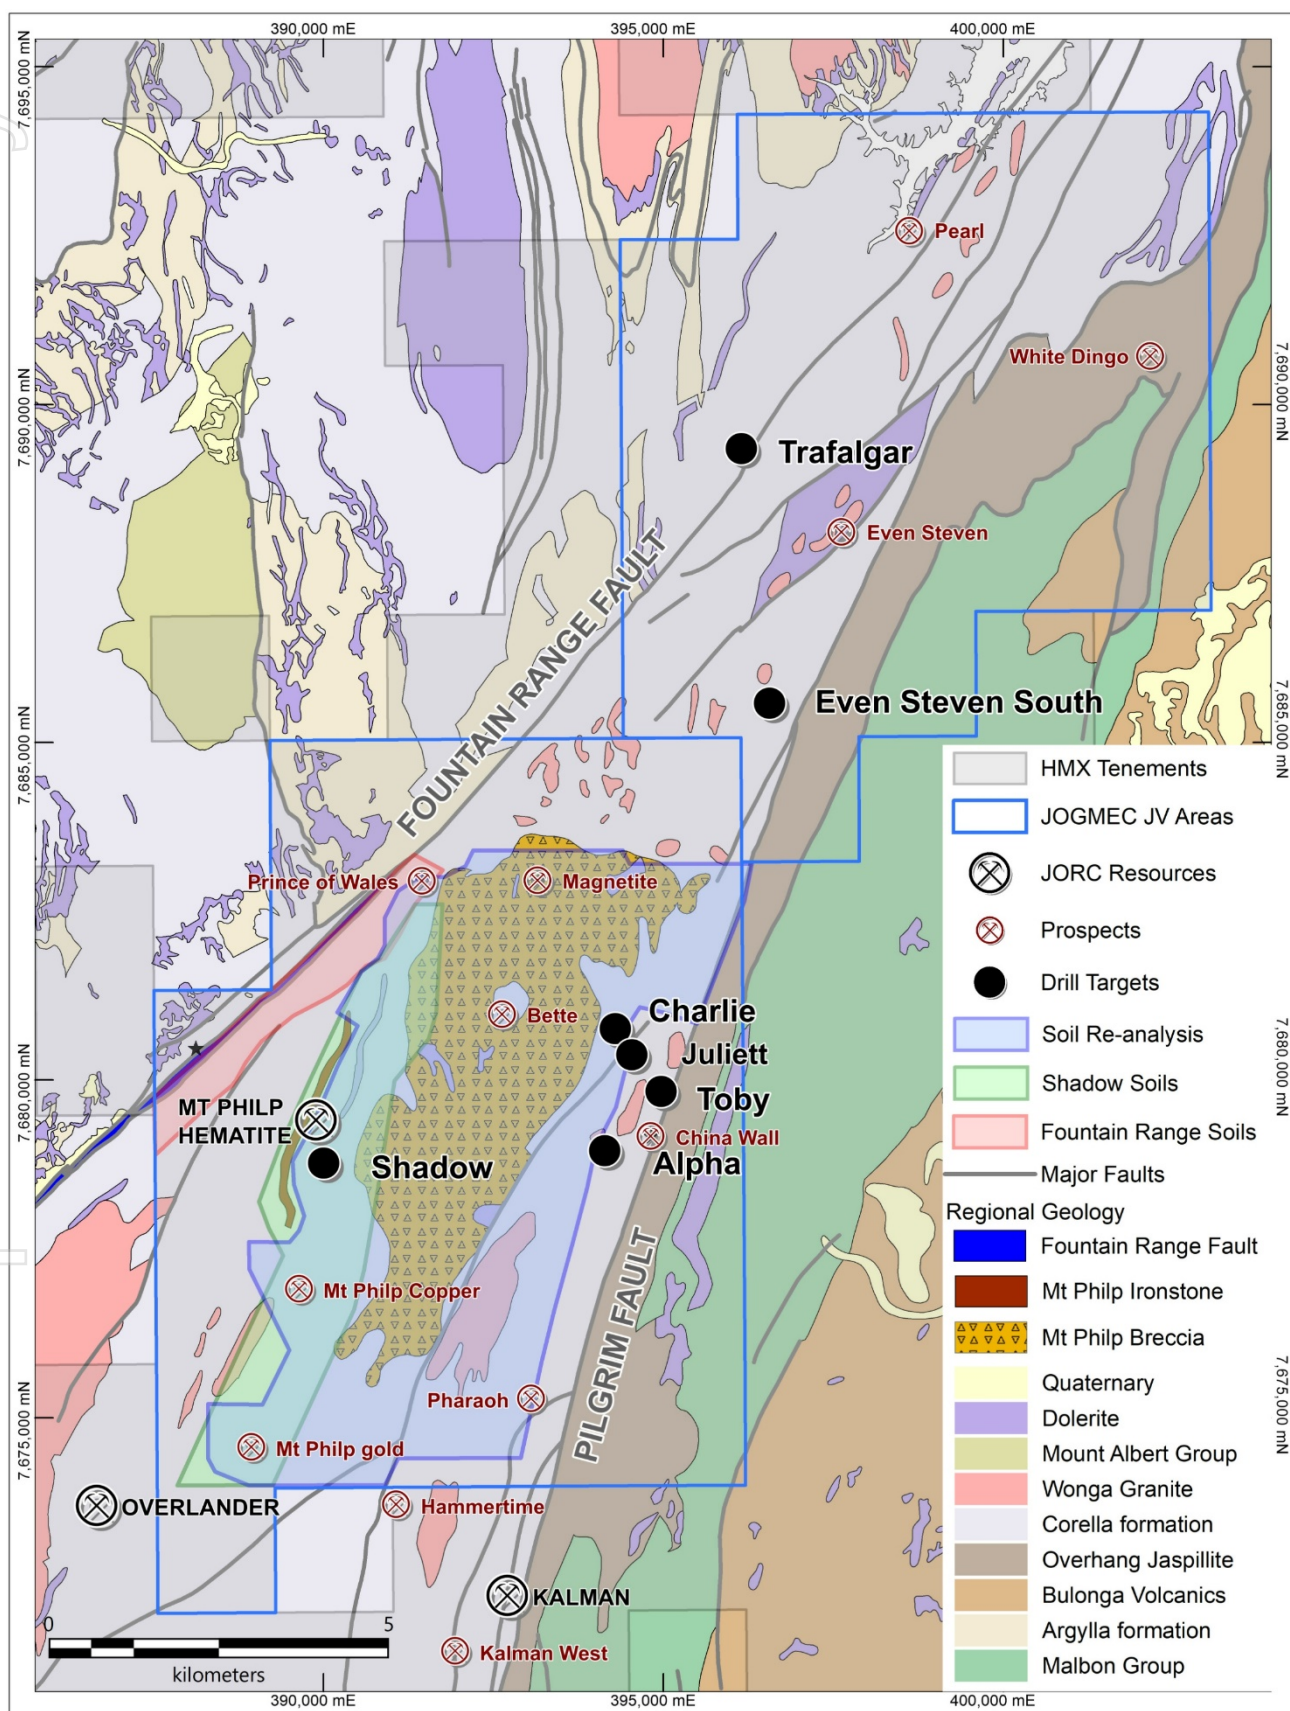 390,000 mE
395,000 mE
400,000 mE
7,695,000 mN
7,690,000 mN
7,685,000 mN
7,680,000 mN
7,675,000 mN
7,690,000 mN
7,685,000 mN
7,680,000 mN
7,675,000 mN
Pearl
White Dingo
Trafalgar
Even Steven
FOUNTAIN RANGE FAULT
Even Steven South
Prince of Wales
Magnetite
Bette
Charlie
Juliett
Toby
China Wall
Alpha
MT PHILP
HEMATITE
Shadow
Mt Philp Copper
PILGRIM FAULT
Pharaoh
Mt Philp gold
OVERLANDER
Hammertime
KALMAN
Kalman West
HMX Tenements
JOGMEC JV Areas
JORC Resources
Prospects
Drill Targets
Soil Re-analysis
Shadow Soils
Fountain Range Soils
Major Faults
Regional Geology
Fountain Range Fault
Mt Philp Ironstone
Mt Philp Breccia
Quaternary
Dolerite
Mount Albert Group
Wonga Granite
Corella formation
Overhang Jaspillite
Bulonga Volcanics
Argylla formation
Malbon Group
0 5
kilometers
390,000 mE
395,000 mE
400,000 mE